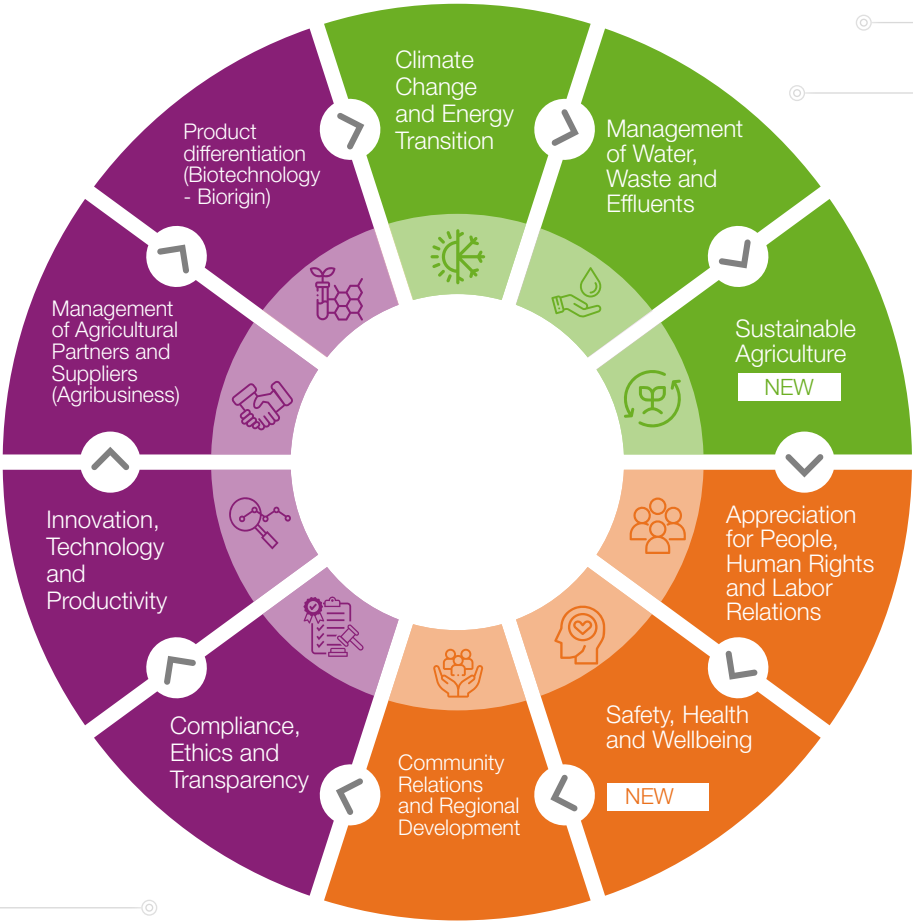 Climate
Change
and Energy
Transition
Management
of Water,
Waste and
Effluents
Sustainable
Agriculture
NEW
Appreciation
for People,
Human Rights
and Labor
Relations
Safety, Health
and Wellbeing
NEW
Community
Relations
and Regional
Development
Compliance,
Ethics and
Transparency
Innovation,
Technology
and
Productivity
Management
of Agricultural
Partners and
Suppliers
(Agribusiness)
Product
differentiation
(Biotechnology
- Biorigin)